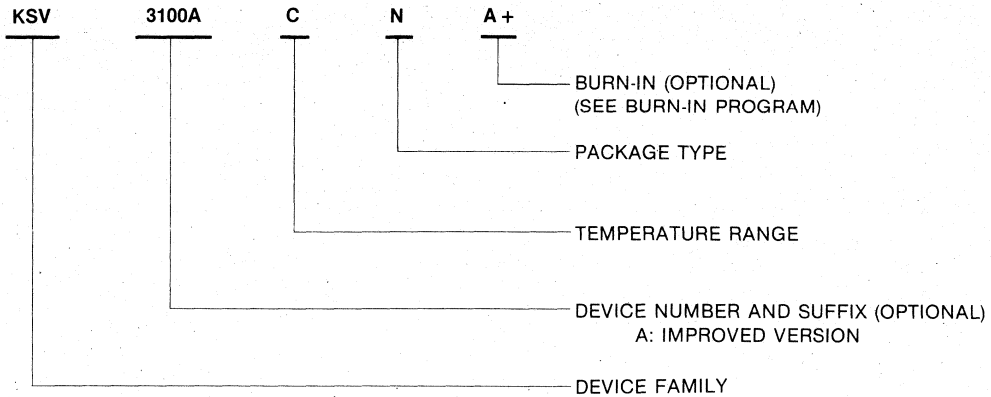 KSV 3100A C N A+
BURN-IN (OPTIONAL)
(SEE BURN-IN PROGRAM)
PACKAGE TYPE
TEMPERATURE RANGE
DEVICE NUMBER AND SUFFIX (OPTIONAL)
A: IMPROVED VERSION
DEVICE FAMILY